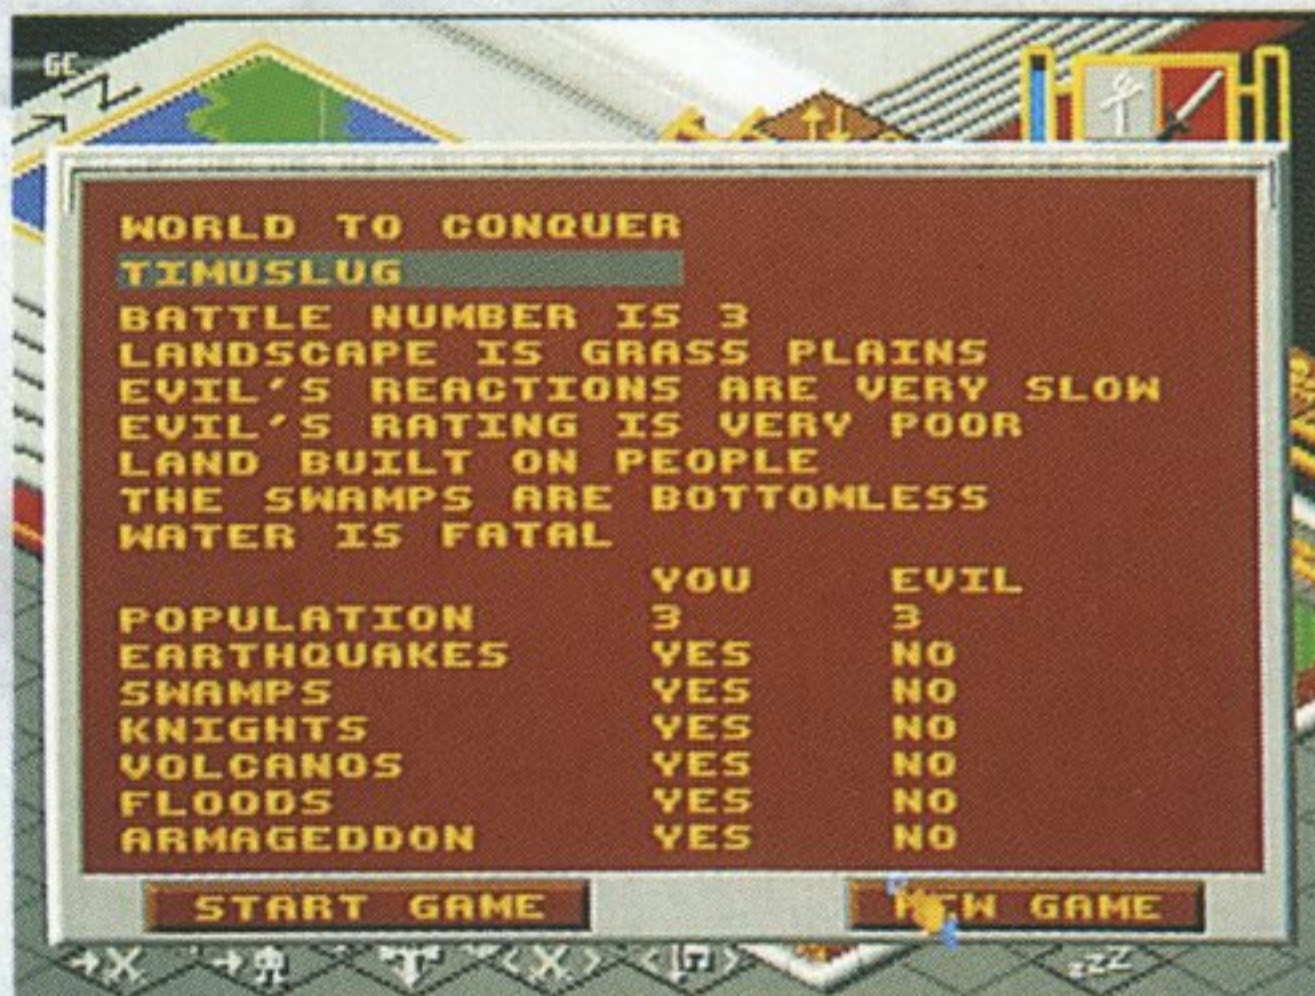 WORLD TO CONQUER
TIMUSLUG
BATTLE NUMBER IS 3
LANDSCAPE IS GRASS PLAINS
EVIL'S REACTIONS ARE VERY SLOW
EVIL'S RATING IS VERY POOR
LAND BUILT ON PEOPLE
THE SWAMPS ARE BOTTOMLESS
WATER IS FATAL
YOU EVIL
POPULATION 3 3
EARTHQUAKES YES NO
SWAMPS YES NO
KNIGHTS YES NO
VOLCANOS YES NO
FLOODS YES NO
ARMAGEDDON YES NO
START GAME NEW GAME
zZZ